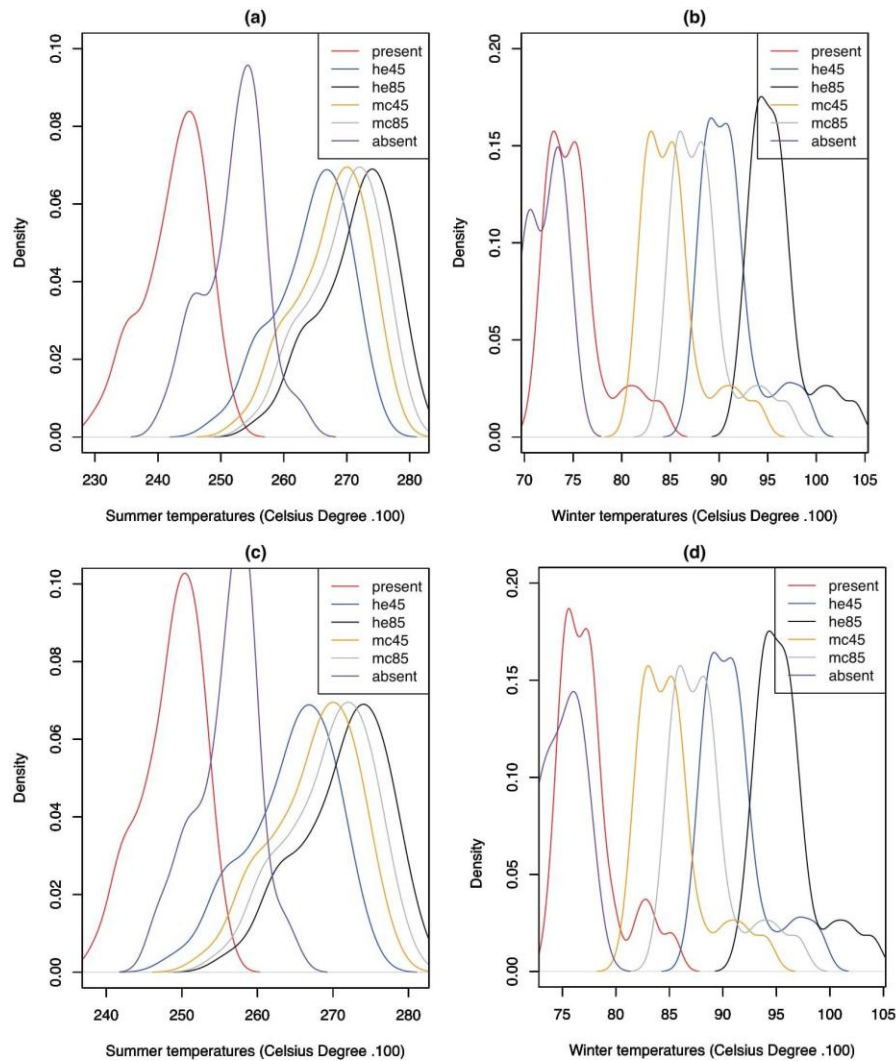 (a)
0.10
0.08
0.06
0.04
0.02
0.00
Density
present
he45
he85
mc45
mc85
absent
230 240 250 260 270 280
Summer temperatures (Celsius Degree .100)
(b)
0.20
0.15
0.10
0.05
0.00
Density
present
he45
he85
mc45
mc85
absent
70 75 80 85 90 95 105
Winter temperatures (Celsius Degree .100)
(c)
0.10
0.08
0.06
0.04
0.02
0.00
Density
present
he45
he85
mc45
mc85
absent
240 250 260 270 280
Summer temperatures (Celsius Degree .100)
(d)
0.20
0.15
0.10
0.05
0.00
Density
present
he45
he85
mc45
mc85
absent
75 80 85 90 95 105
Winter temperatures (Celsius Degree .100)